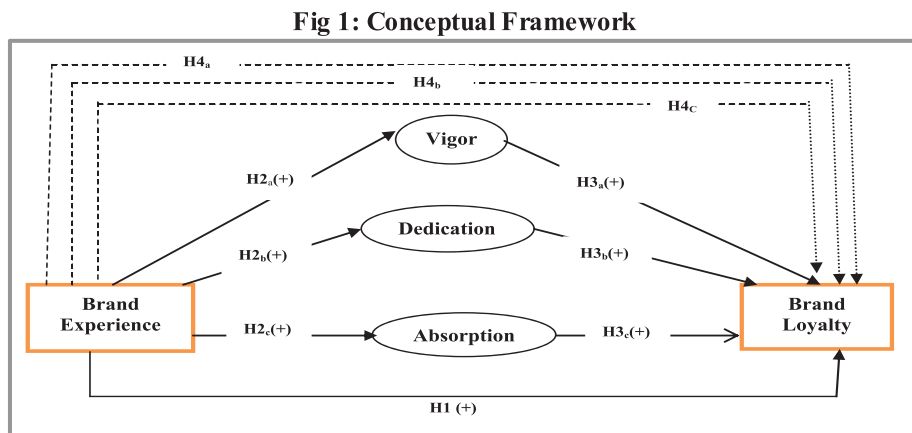 Fig 1: Conceptual Framework
H4a
H4b
H4C
Vigor
H2a(+)
H3a(+)
Dedication
H2b(+)
H3b(+)
Brand
Experience
Brand
Loyalty
H2c(+)
Absorption
H3c(+)
H1 (+)